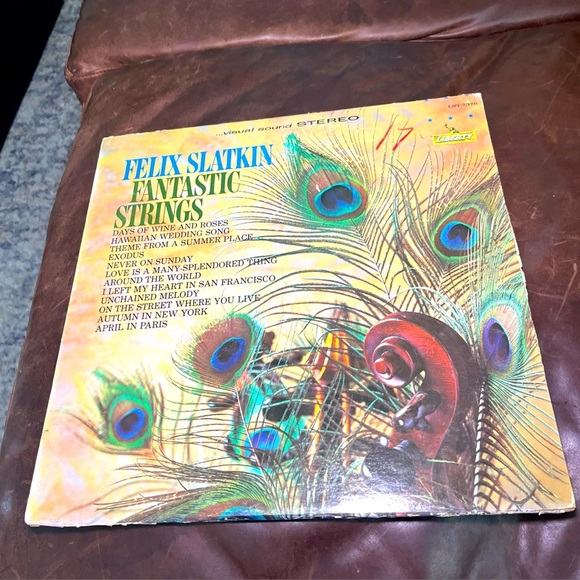 LST-7376
...visual sound STEREO
17
LIBERTY
FELIX SLATKIN
FANTASTIC
STRINGS
DAYS OF WINE AND ROSES
HAWAIIAN WEDDING SONG
THEME FROM A SUMMER PLACE
EXODUS
NEVER ON SUNDAY
LOVE IS A MANY-SPLENDORED THING
AROUND THE WORLD
I LEFT MY HEART IN SAN FRANCISCO
UNCHAINED MELODY
ON THE STREET WHERE YOU LIVE
AUTUMN IN NEW YORK
APRIL IN PARIS